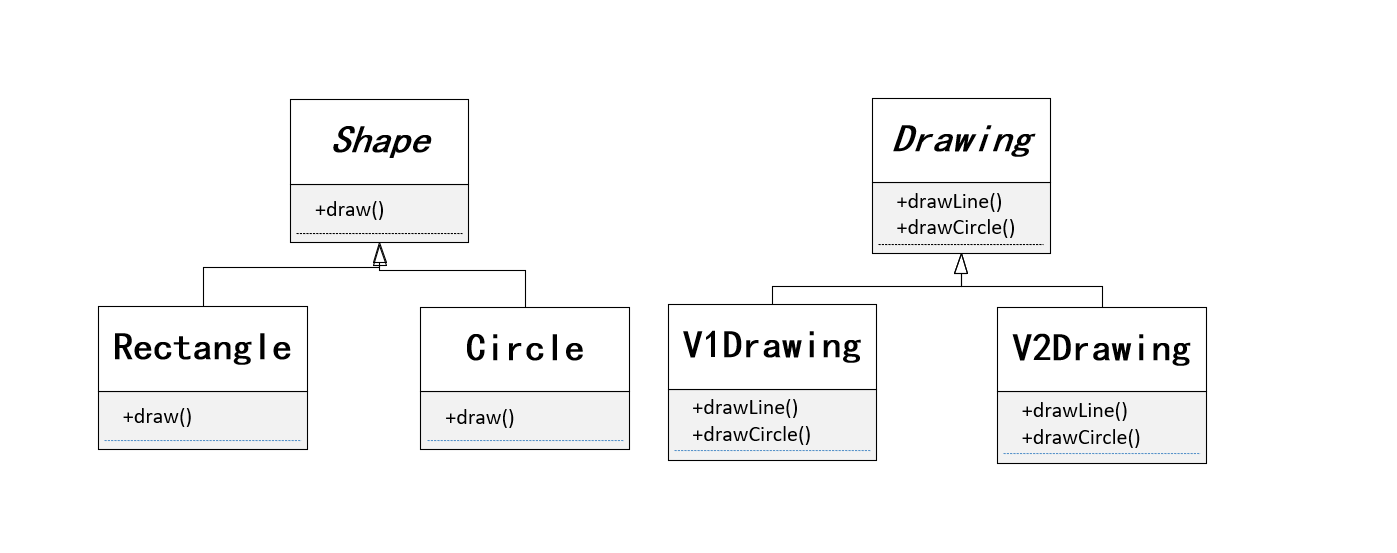 Shape
+draw()
Drawing
+drawLine()
+drawCircle()
Rectangle
+draw()
Circle
+draw()
V1Drawing
+drawLine()
+drawCircle()
V2Drawing
+drawLine()
+drawCircle()